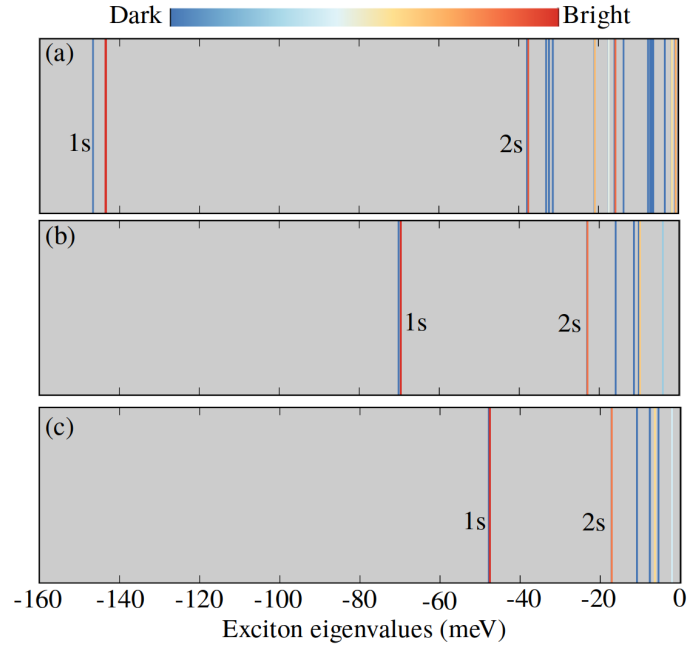 Dark Bright
(a)
1s 2s
(b)
1s 2s
(c)
1s 2s
-160 -140 -120 -100 -80 -60 -40 -20 0
Exciton eigenvalues (meV)